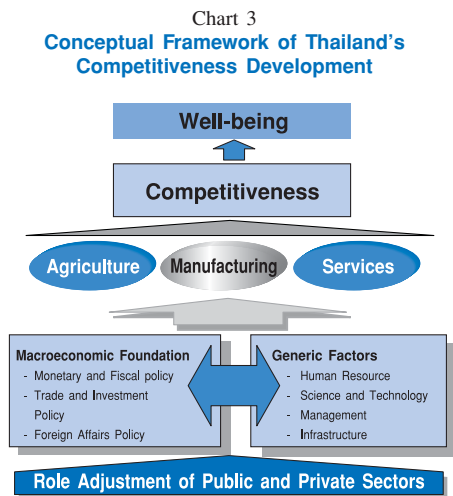 Chart 3
Conceptual Framework of Thailand's
Competitiveness Development
Well-being
Competitiveness
Agriculture
Manufacturing
Services
Macroeconomic Foundation
- Monetary and Fiscal policy
- Trade and Investment
Policy
- Foreign Affairs Policy
Generic Factors
- Human Resource
- Science and Technology
- Management
- Infrastructure
Role Adjustment of Public and Private Sectors